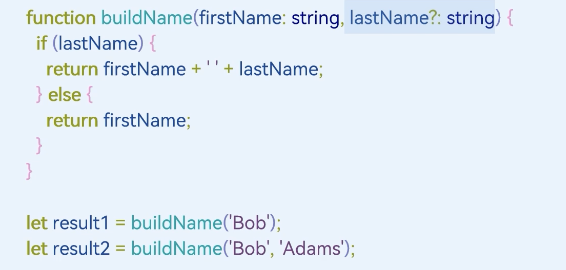 function buildName(firstName: string, lastName?: string) {
  if (lastName) {
    return firstName + ' ' + lastName;
  } else {
    return firstName;
  }
}

let result1 = buildName('Bob');
let result2 = buildName('Bob', 'Adams');